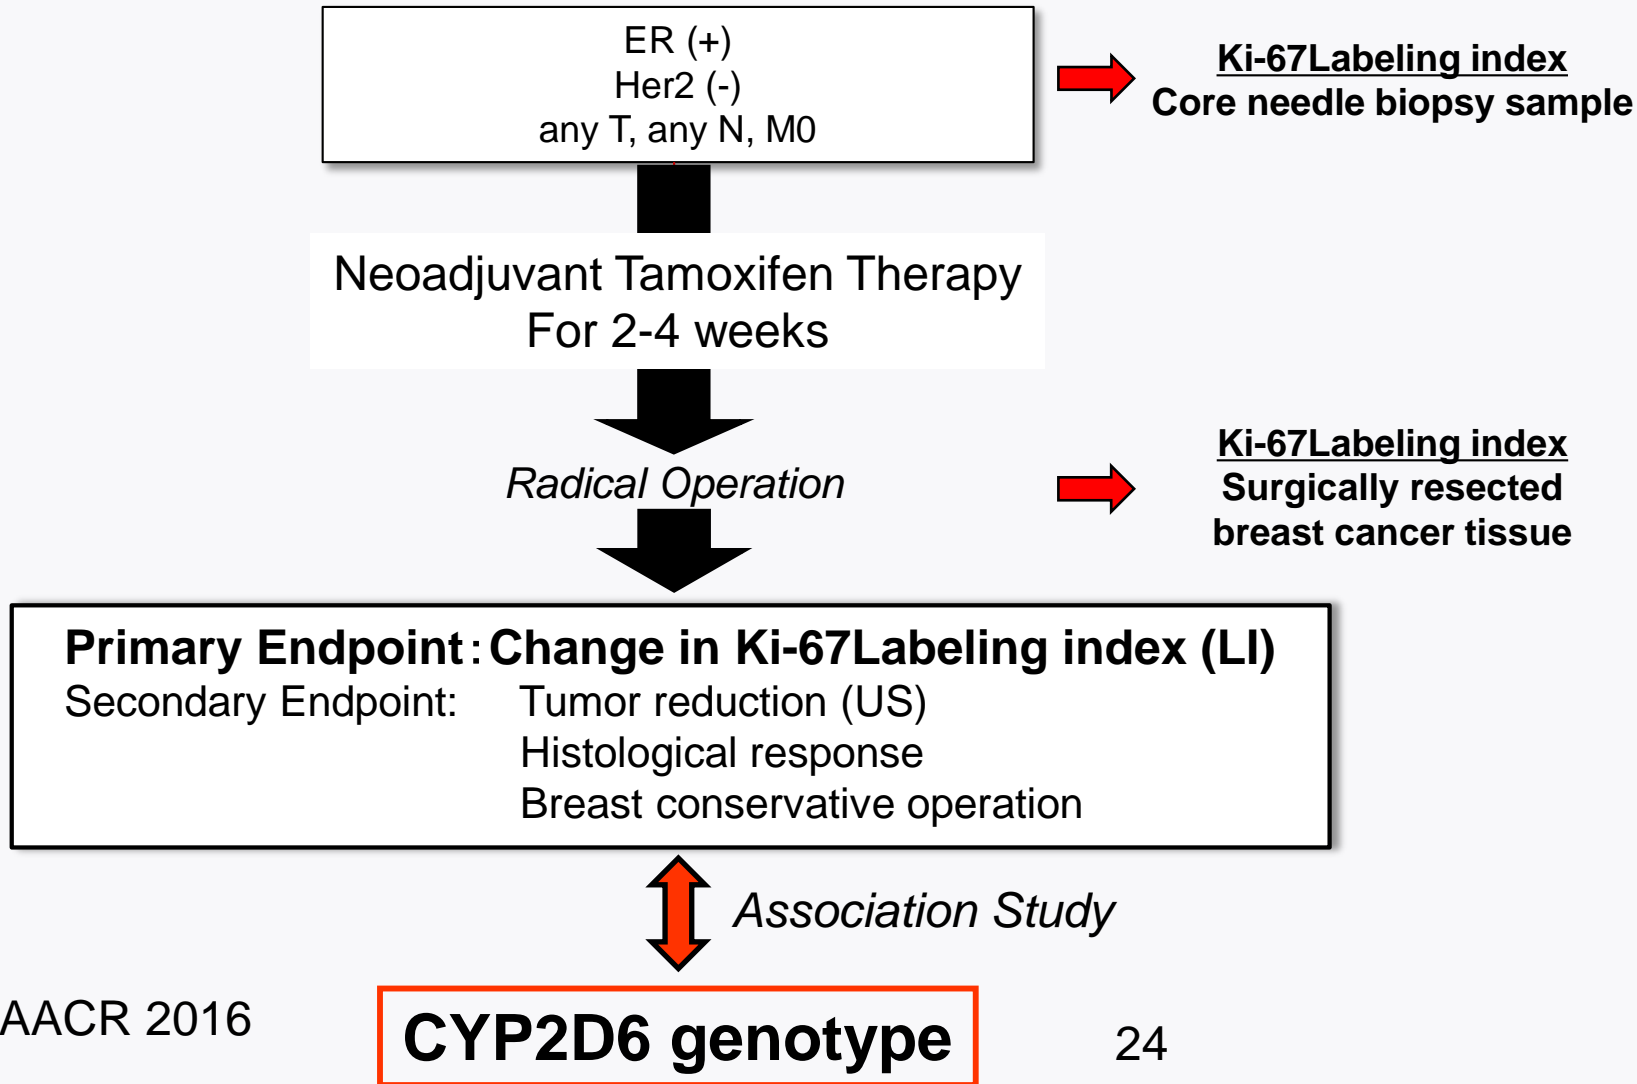 ER (+)
Her2 (-)
any T, any N, M0
Ki-67Labeling index
Core needle biopsy sample
Neoadjuvant Tamoxifen Therapy
For 2-4 weeks
Radical Operation
Ki-67Labeling index
Surgically resected
breast cancer tissue
Primary Endpoint：Change in Ki-67Labeling index (LI)
Secondary Endpoint: Tumor reduction (US)
Histological response
Breast conservative operation
Association Study
AACR 2016
CYP2D6 genotype
24